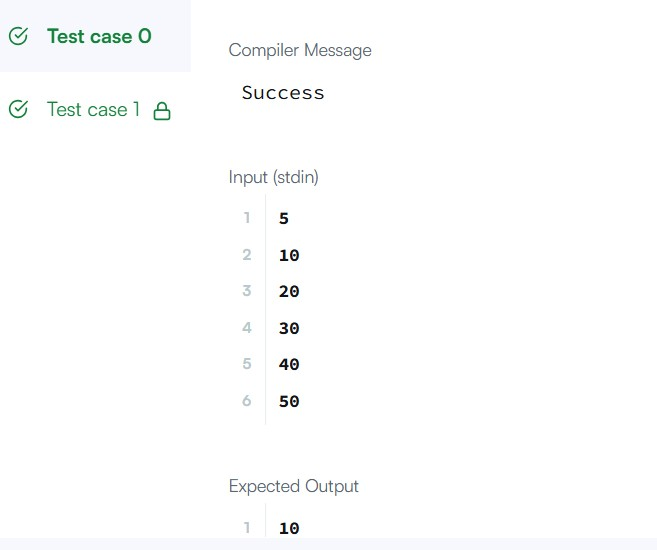 Test case 0
Test case 1
Compiler Message
Success
Input (stdin)
1 5
2 10
3 20
4 30
5 40
6 50
Expected Output
1 10